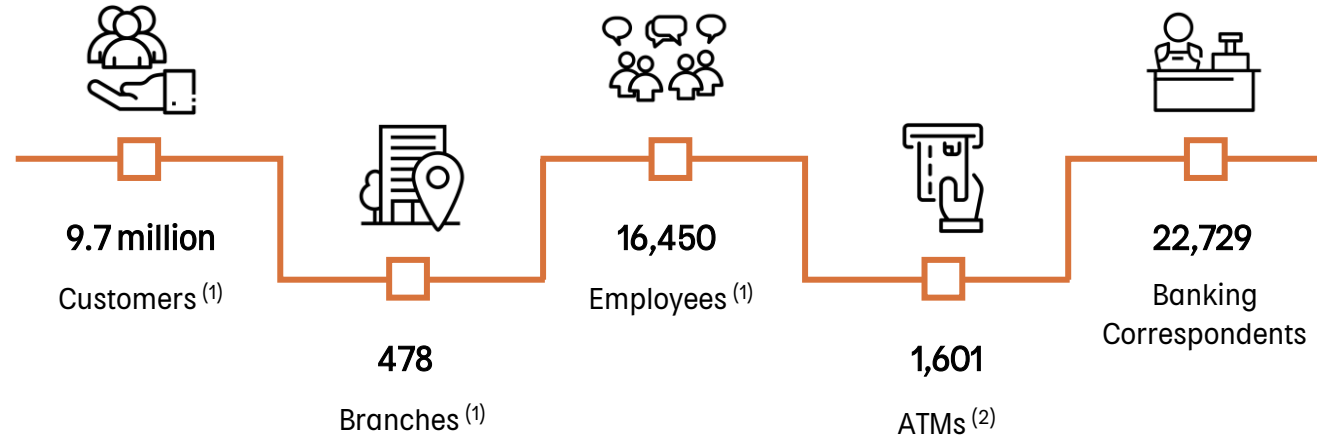 9.7 million
Customers (1)
478
Branches (1)
16,450
Employees (1)
1,601
ATMs (2)
22,729
Banking
Correspondents